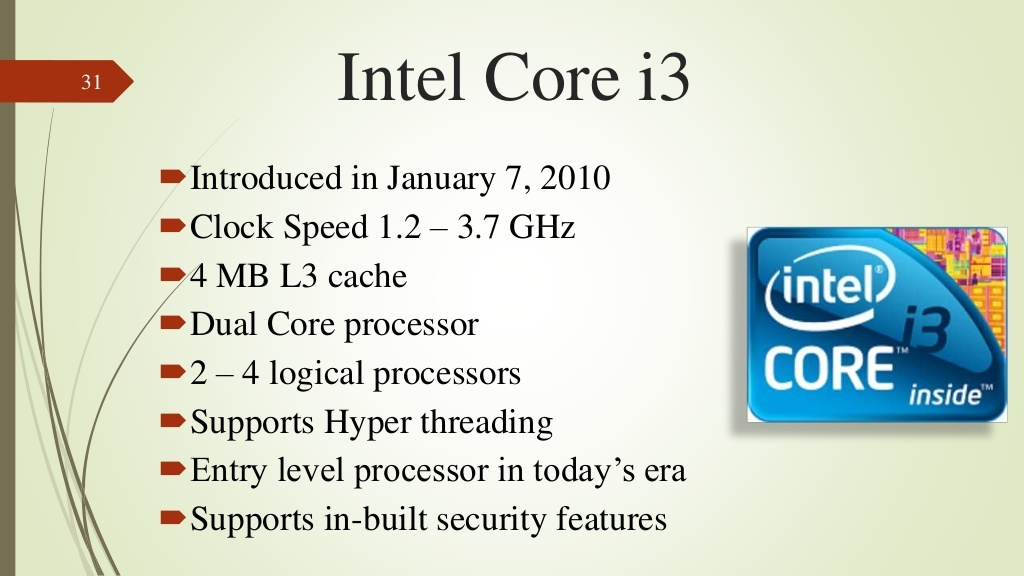 31
Intel Core i3
Introduced in January 7, 2010
Clock Speed 1.2 – 3.7 GHz
4 MB L3 cache
Dual Core processor
2 – 4 logical processors
Supports Hyper threading
Entry level processor in today’s era
Supports in-built security features
intel®
i3
CORE™
inside™